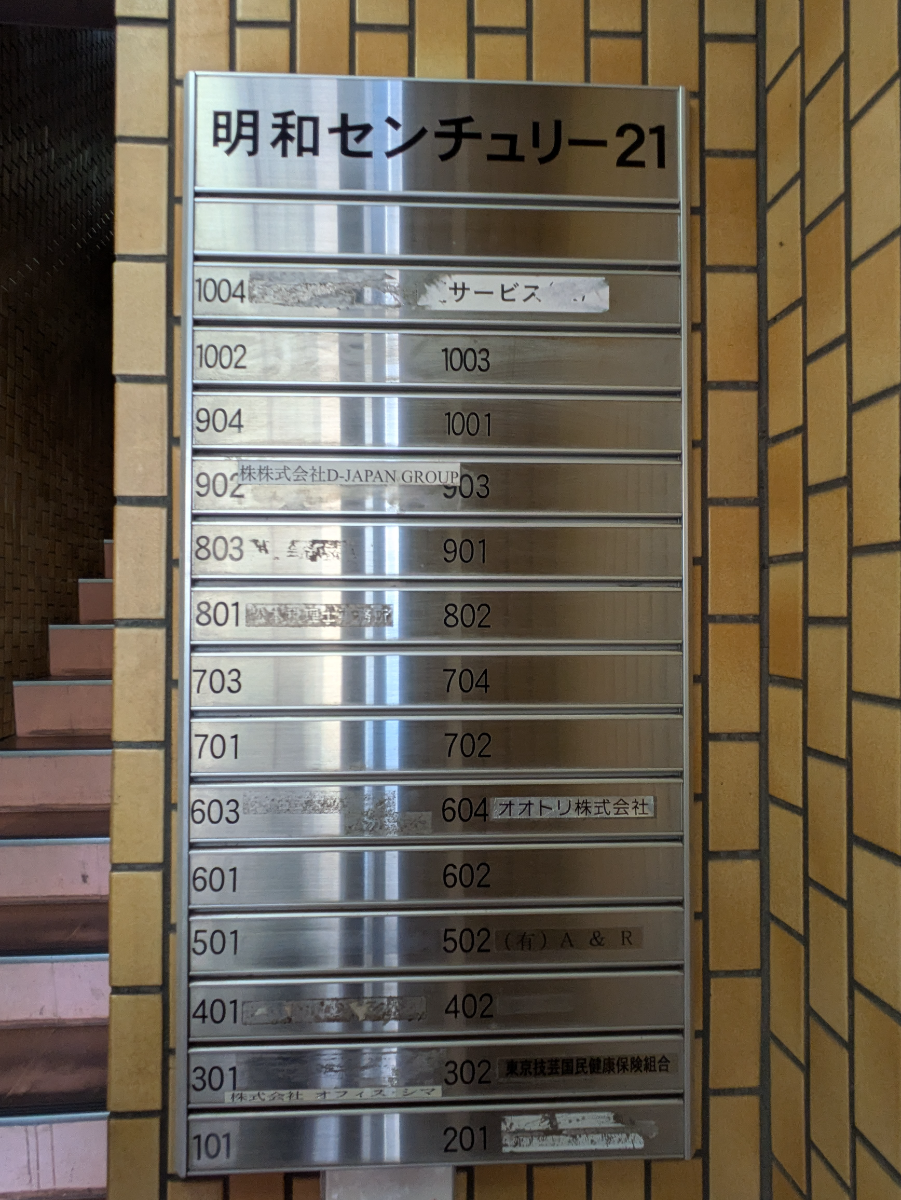 明和センチュリー21
1004 サービス
1002 1003
904 1001
902 株株式会社D-JAPAN GROUP 903
803 901
801 802
703 704
701 702
603 604 オオトリ株式会社
601 602
501 502 (有) A & R
401 402
301 302 東京技芸国民健康保険組合
株式会社 オフィス・シマ
101 201